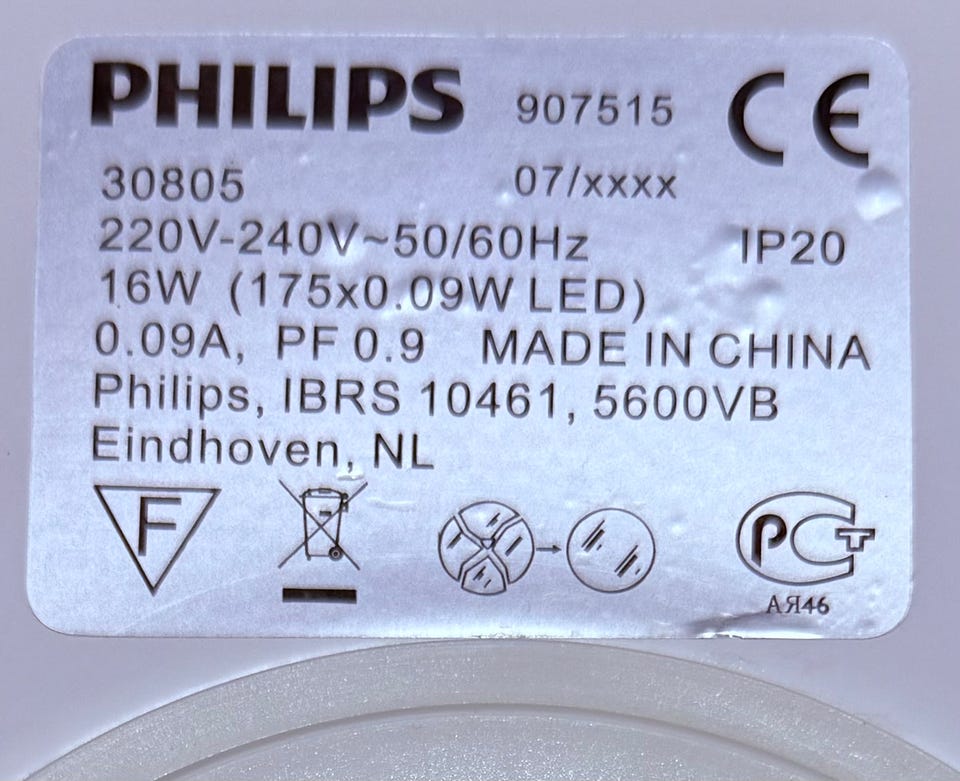 PHILIPS 907515 CE
30805 07/xxxx
220V-240V~50/60Hz IP20
16W (175x0.09W LED)
0.09A, PF 0.9 MADE IN CHINA
Philips, IBRS 10461, 5600VB
Eindhoven, NL
F PCT
АЯ46